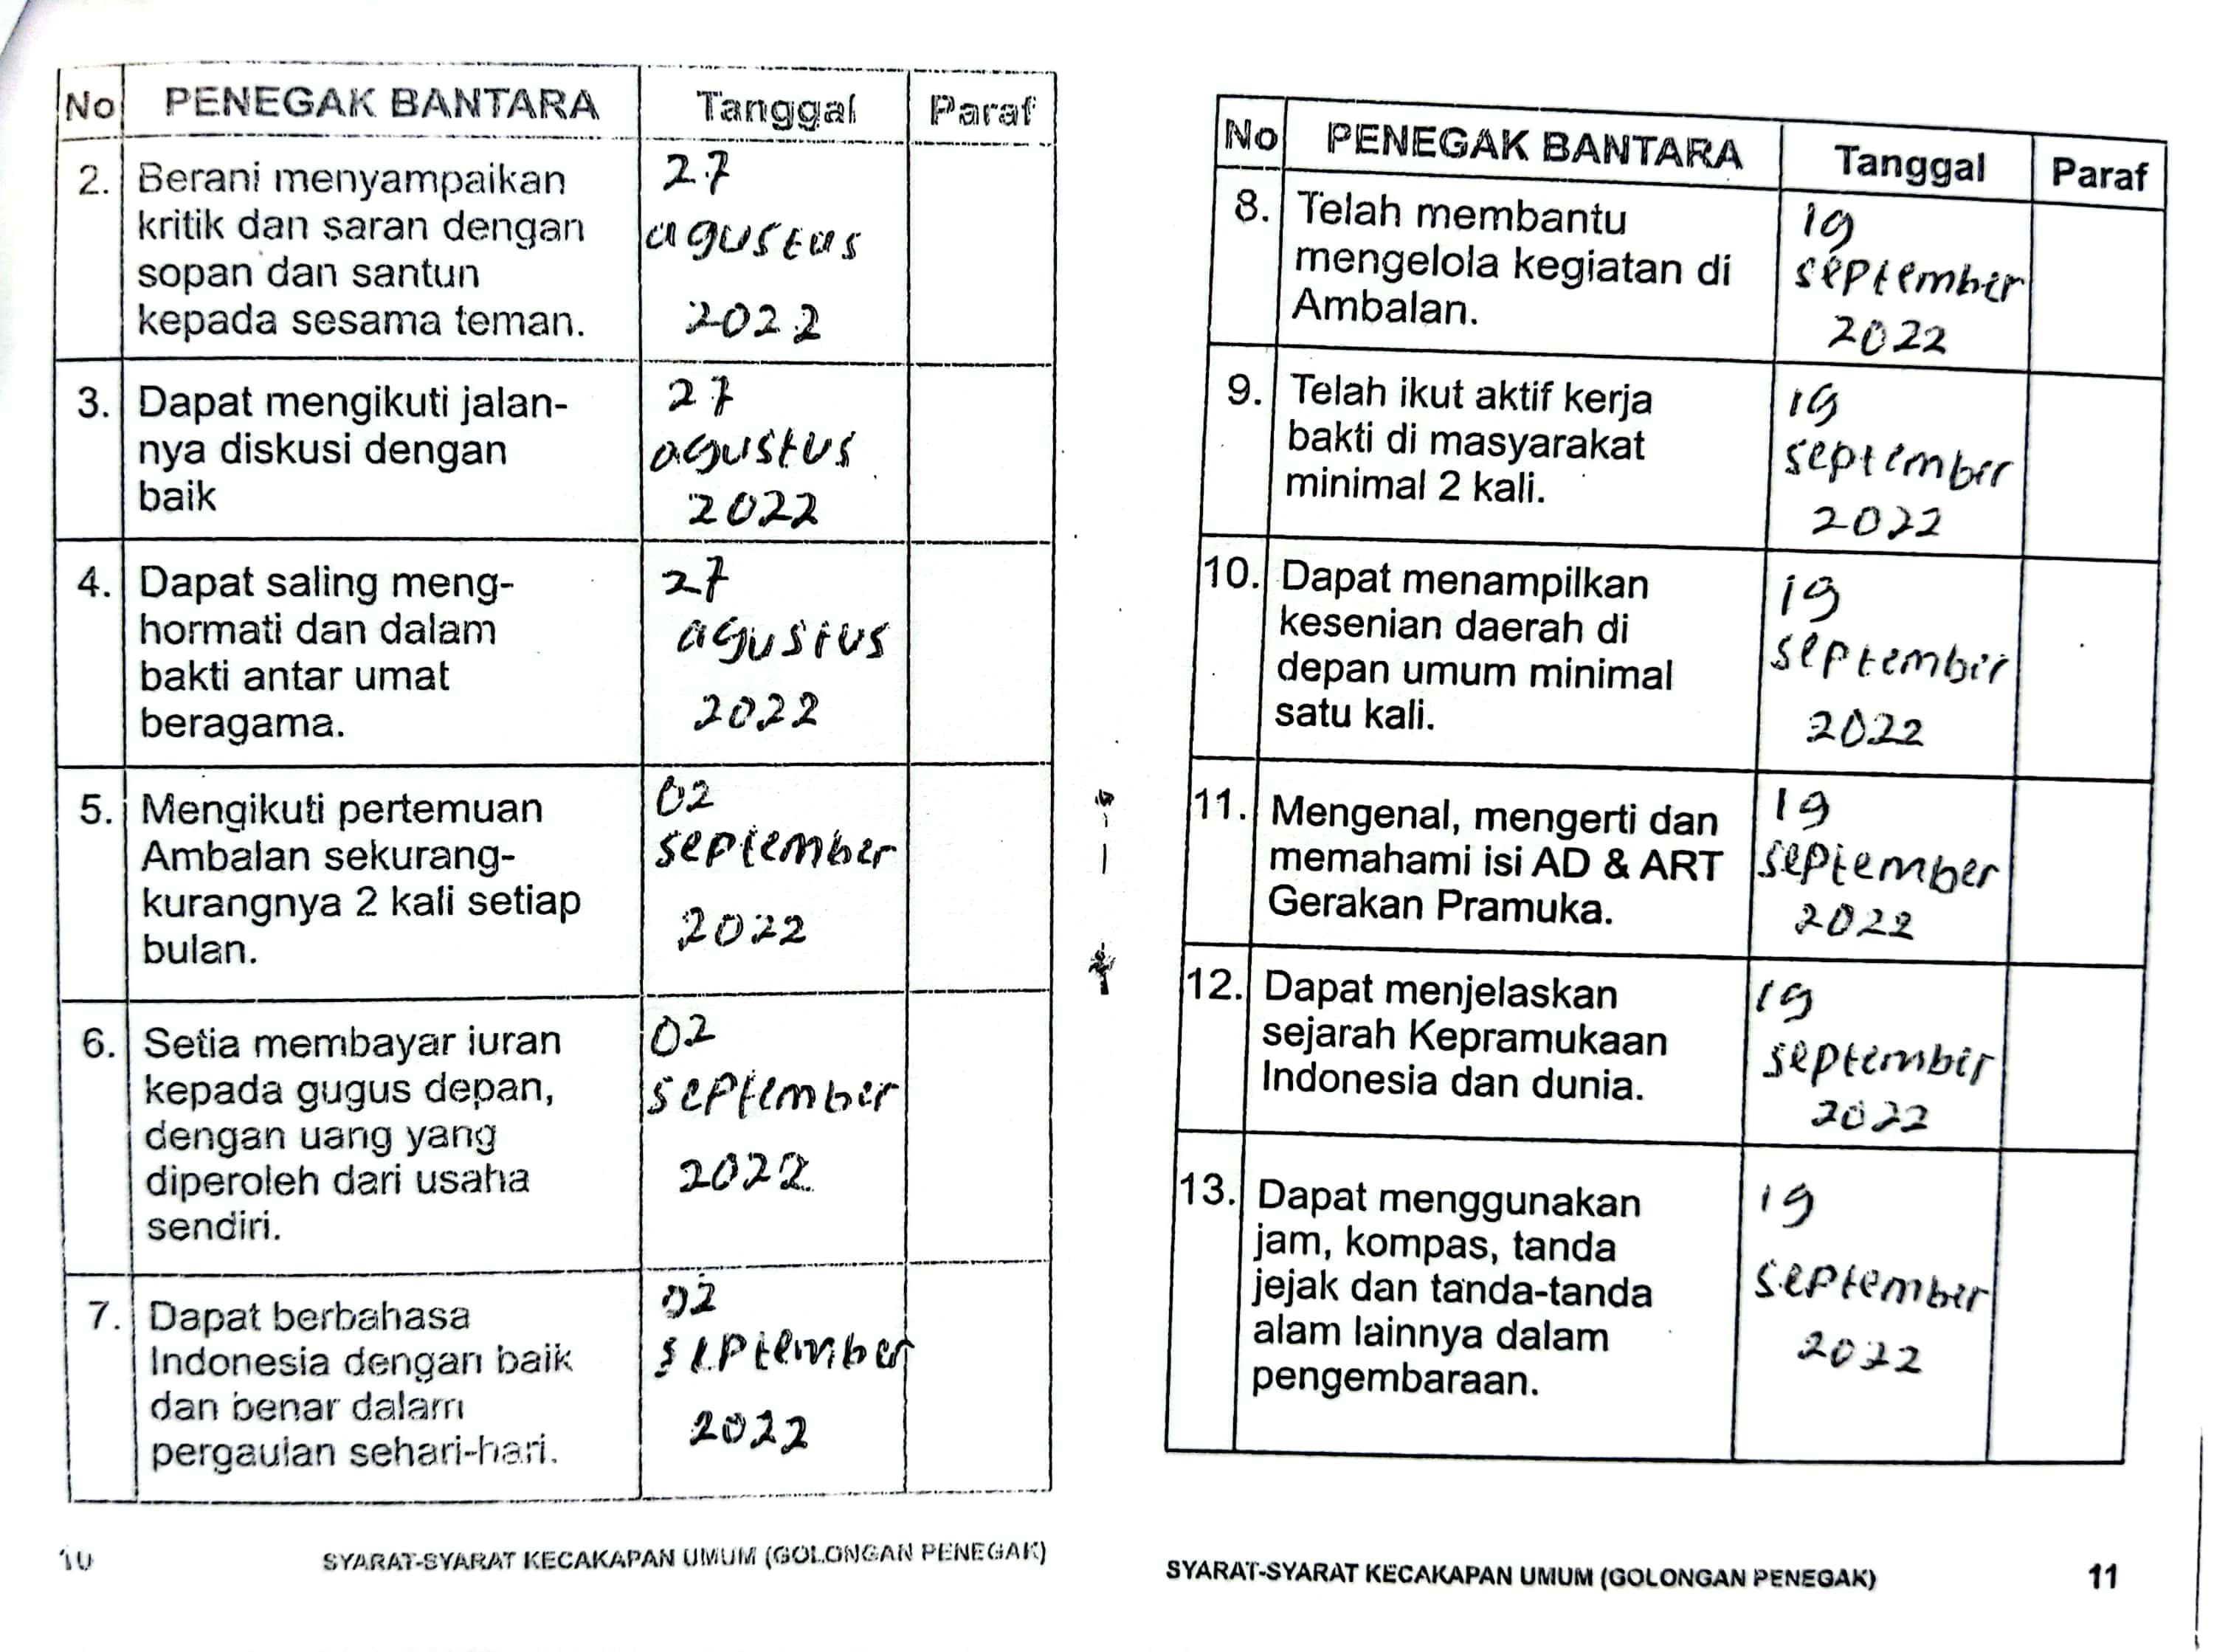 No PENEGAK BANTARA Tanggal Paraf
2. Berani menyampaikan 27
kritik dan saran dengan agustus
sopan dan santun
kepada sesama teman. 2022
3. Dapat mengikuti jalan- 27
nya diskusi dengan agustus
baik 2022
4. Dapat saling meng- 27
hormati dan dalam agustus
bakti antar umat
beragama. 2022
5. Mengikuti pertemuan 02
Ambalan sekurang- september
kurangnya 2 kali setiap 2022
bulan.
6. Setia membayar iuran 02
kepada gugus depan, september
dengan uang yang
diperoleh dari usaha 2022
sendiri.
7. Dapat berbahasa 02
Indonesia dengan baik september
dan benar dalam
pergaulan sehari-hari. 2022
10 SYARAT-SYARAT KECAKAPAN UMUM (GOLONGAN PENEGAK)
No PENEGAK BANTARA Tanggal Paraf
8. Telah membantu 19
mengelola kegiatan di september
Ambalan. 2022
9. Telah ikut aktif kerja 19
bakti di masyarakat september
minimal 2 kali. 2022
10. Dapat menampilkan 19
kesenian daerah di september
depan umum minimal
satu kali. 2022
11. Mengenal, mengerti dan 19
memahami isi AD & ART september
Gerakan Pramuka. 2022
12. Dapat menjelaskan 19
sejarah Kepramukaan september
Indonesia dan dunia. 2022
13. Dapat menggunakan 19
jam, kompas, tanda
jejak dan tanda-tanda september
alam lainnya dalam 2022
pengembaraan.
SYARAT-SYARAT KECAKAPAN UMUM (GOLONGAN PENEGAK) 11